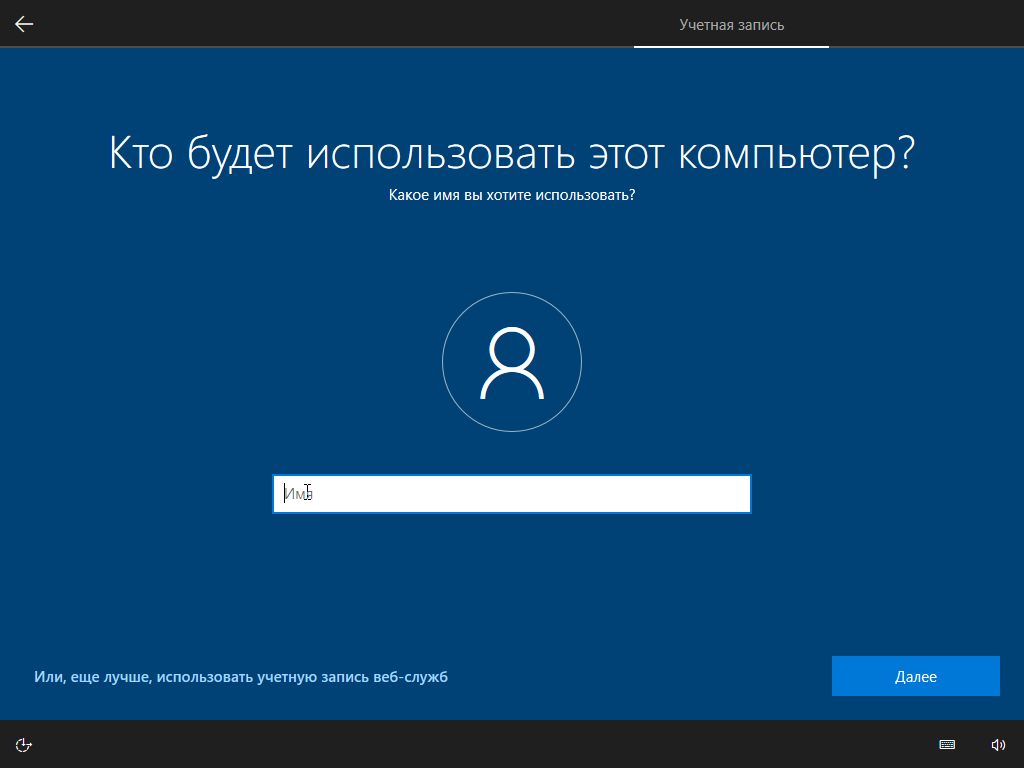 Учетная запись
Кто будет использовать этот компьютер?
Какое имя вы хотите использовать?
Имя
Или, еще лучше, использовать учетную запись веб-служб
Далее